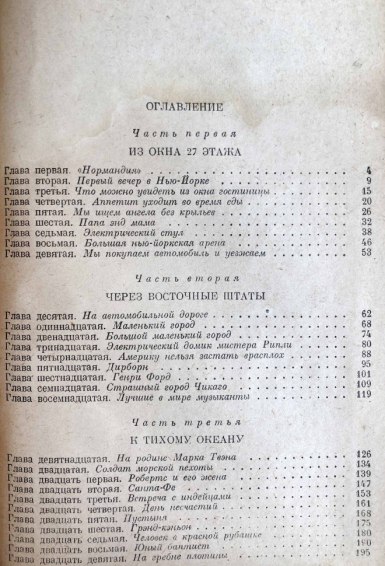 ОГЛАВЛЕНИЕ
Часть первая
ИЗ ОКНА 27 ЭТАЖА
Глава первая. «Нормандия» 4
Глава вторая. Первый вечер в Нью-Йорке 9
Глава третья. Что можно увидеть из окна гостиницы 15
Глава четвертая. Аппетит уходит во время еды 20
Глава пятая. Мы ищем ангела без крыльев 26
Глава шестая. Папа энд мама 32
Глава седьмая. Электрический стул 38
Глава восьмая. Большая нью-йоркская арена 46
Глава девятая. Мы покупаем автомобиль и уезжаем 53
Часть вторая
ЧЕРЕЗ ВОСТОЧНЫЕ ШТАТЫ
Глава десятая. На автомобильной дороге 62
Глава одиннадцатая. Маленький город 68
Глава двенадцатая. Большой маленький город 74
Глава тринадцатая. Электрический домик мистера Рипли 80
Глава четырнадцатая. Америку нельзя застать врасплох 88
Глава пятнадцатая. Дирборн 95
Глава шестнадцатая. Генри Форд 101
Глава семнадцатая. Страшный город Чикаго 109
Глава восемнадцатая. Лучшие в мире музыканты 119
Часть третья
К ТИХОМУ ОКЕАНУ
Глава девятнадцатая. На родине Марка Твэна 126
Глава двадцатая. Солдат морской пехоты 134
Глава двадцать первая. Робертс и его жена 139
Глава двадцать вторая. Санта-Фе 147
Глава двадцать третья. Встреча с индейцами 153
Глава двадцать четвертая. День несчастий 161
Глава двадцать пятая. Пустыня 168
Глава двадцать шестая. Грэнд-кэньон 175
Глава двадцать седьмая. Человек в красной рубашке 180
Глава двадцать восьмая. Юный баптист 190
Глава двадцать девятая. На гребне плотины 195